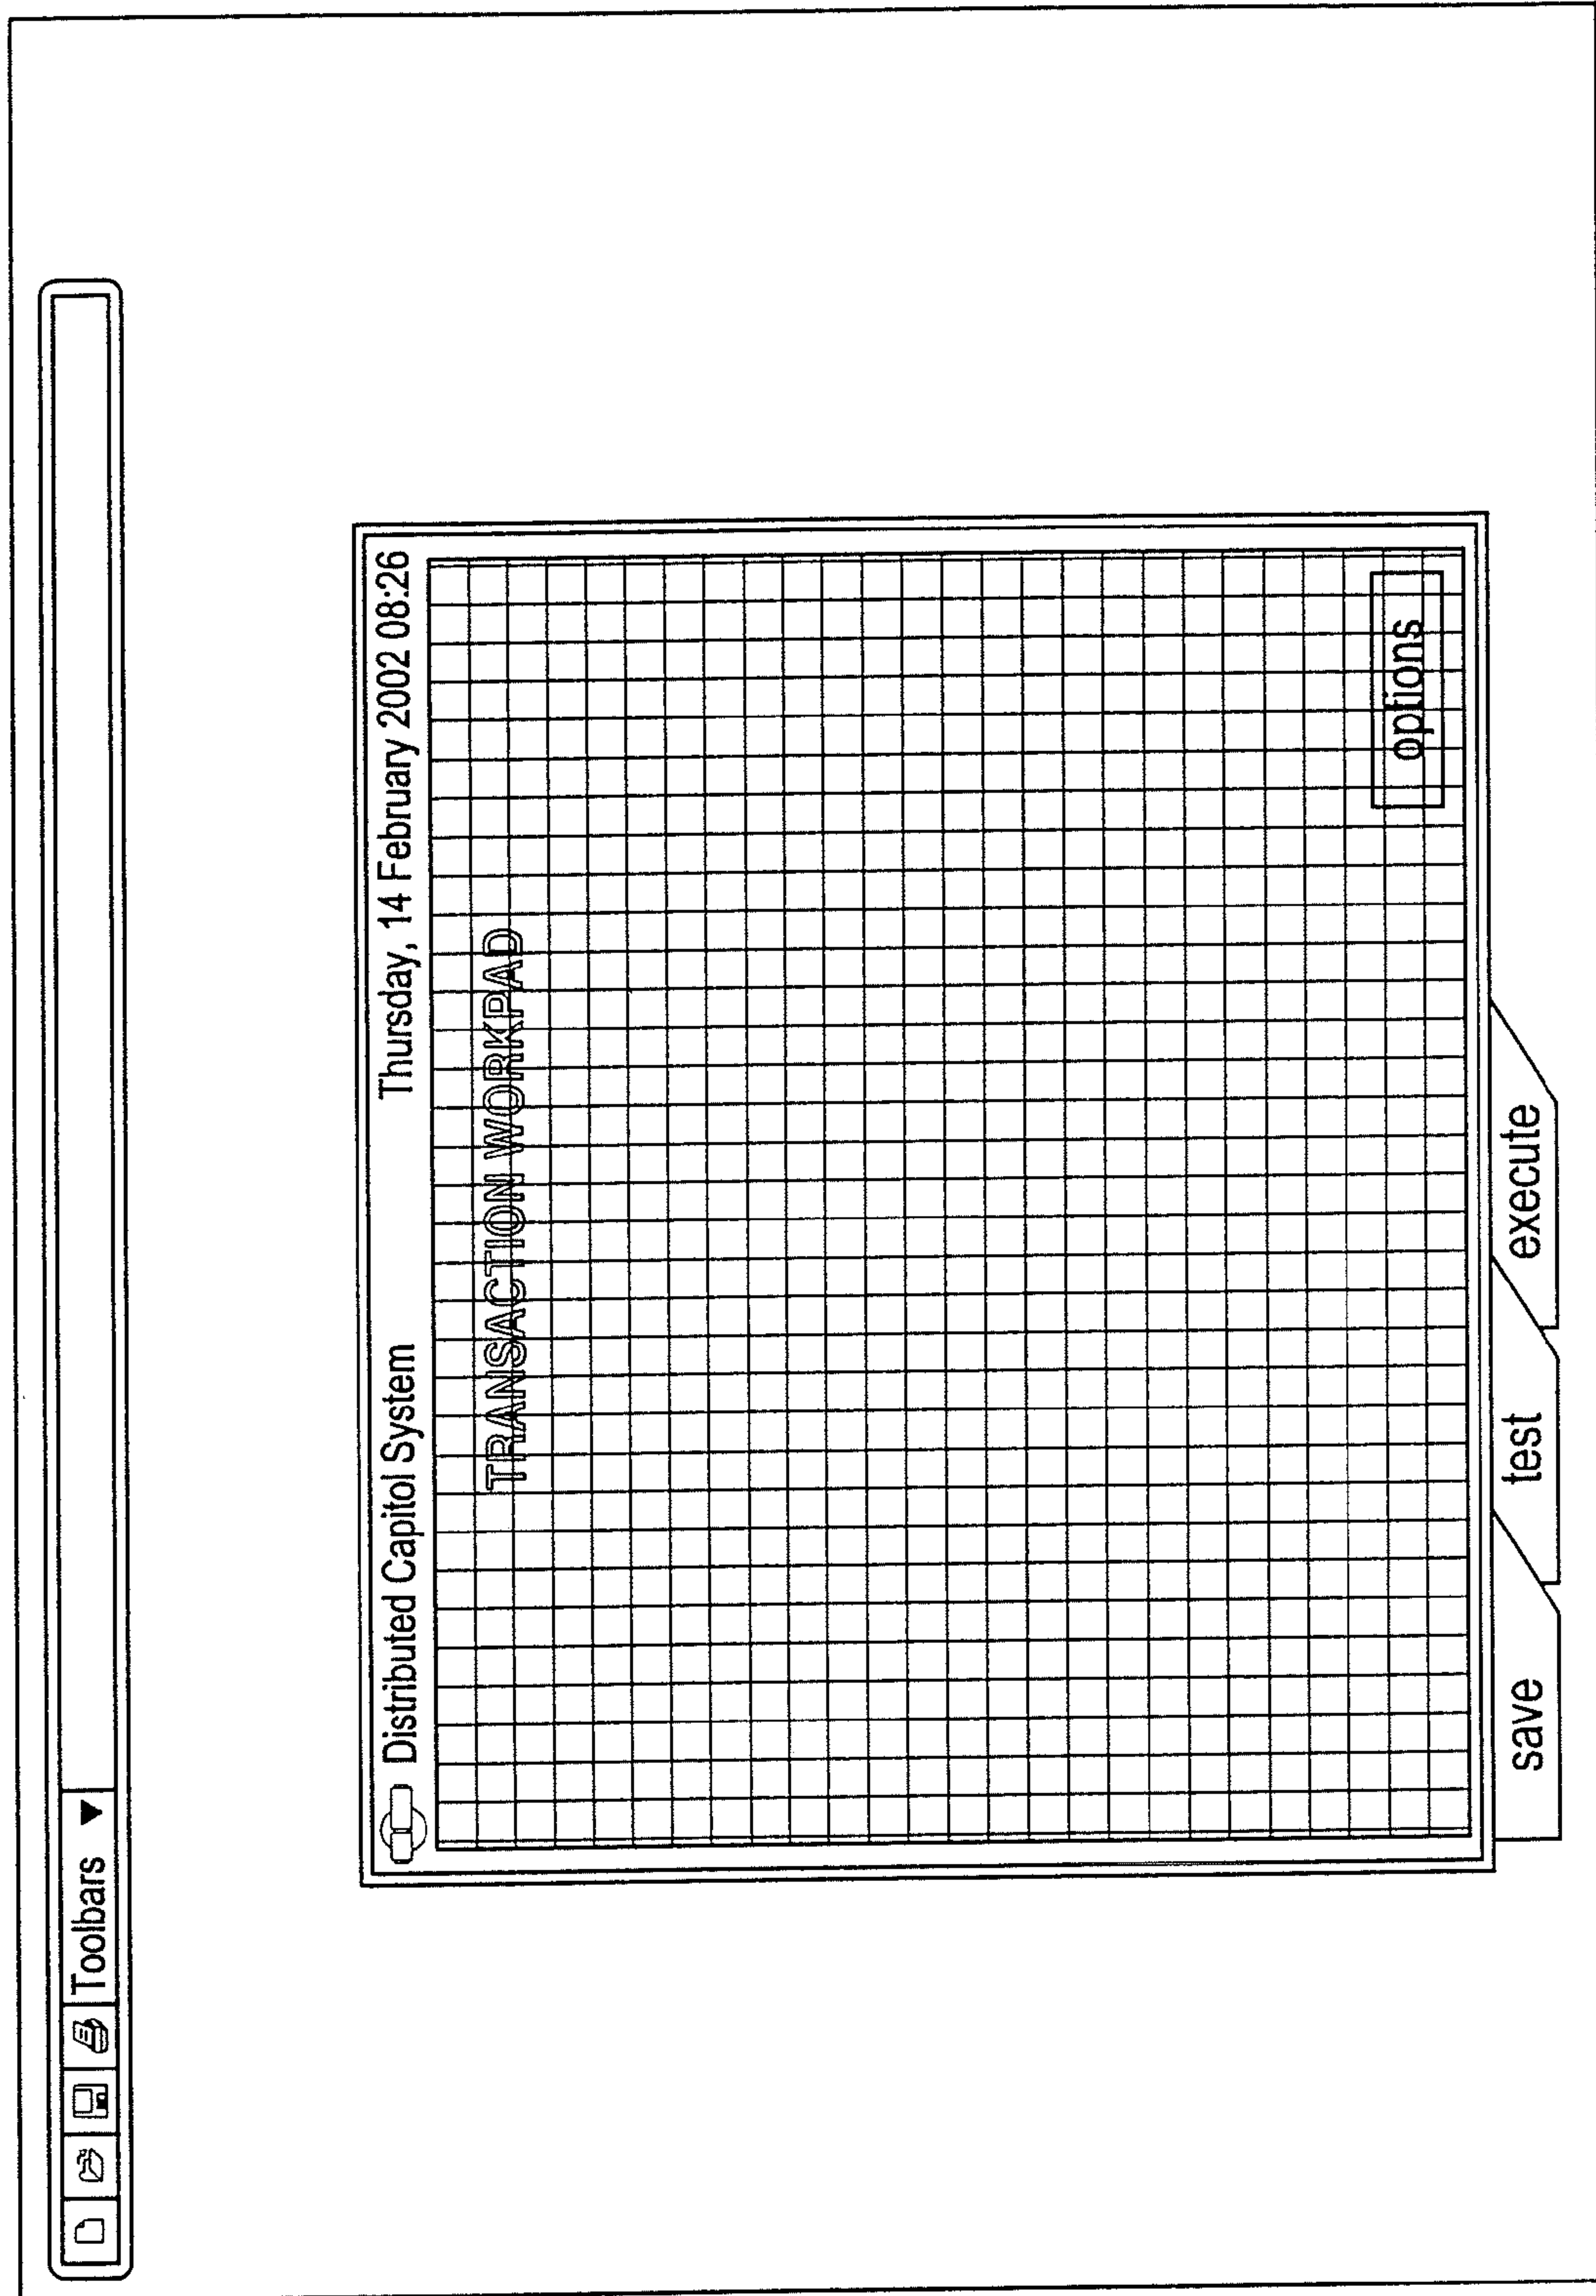 Toolbars
Distributed Capitol System Thursday, 14 February 2002 08:26
TRANSACTION WORKPAD
options
save test execute